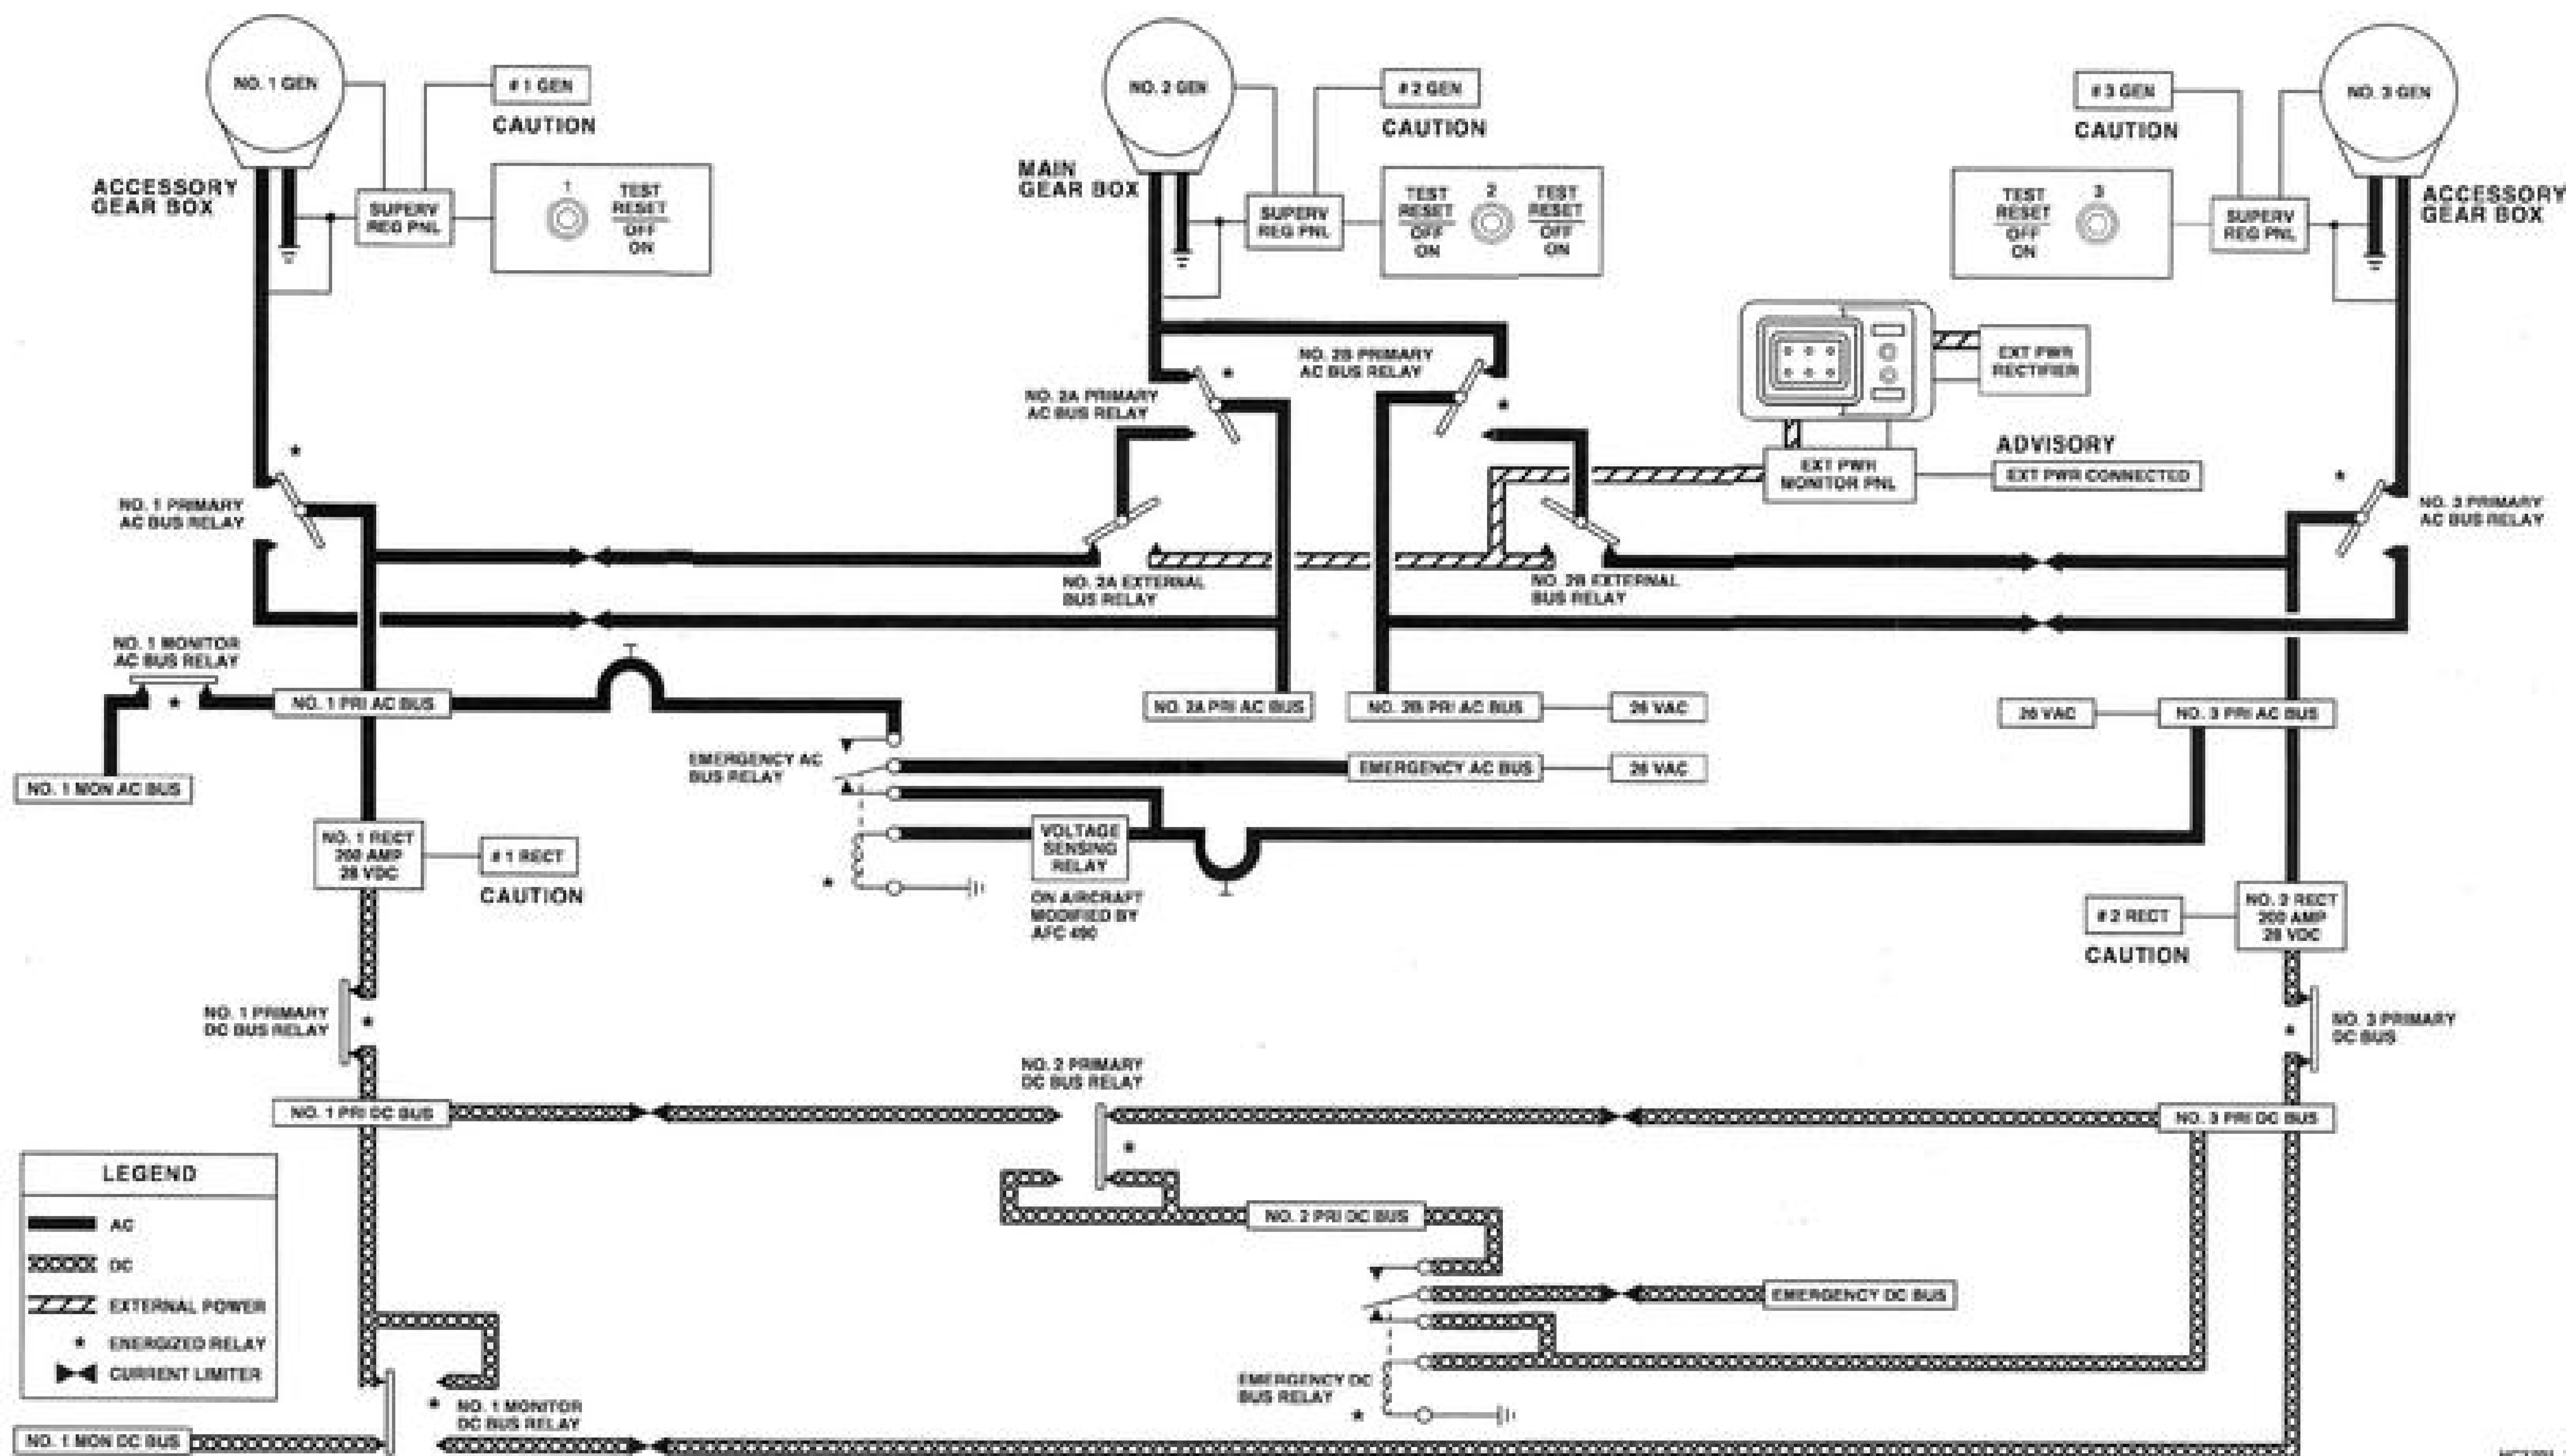 NO. 1 GEN
# 1 GEN
CAUTION
ACCESSORY
GEAR BOX
SUPERV
REG PNL
1
TEST
RESET
OFF
ON
NO. 2 GEN
# 2 GEN
CAUTION
MAIN
GEAR BOX
SUPERV
REG PNL
TEST
RESET
OFF
ON
2
TEST
RESET
OFF
ON
# 3 GEN
CAUTION
NO. 3 GEN
TEST
RESET
OFF
ON
3
SUPERV
REG PNL
ACCESSORY
GEAR BOX
NO. 2B PRIMARY
AC BUS RELAY
NO. 2A PRIMARY
AC BUS RELAY
EXT PWR
RECTIFIER
ADVISORY
EXT PWR
MONITOR PNL
EXT PWR CONNECTED
NO. 1 PRIMARY
AC BUS RELAY
NO. 3 PRIMARY
AC BUS RELAY
NO. 2A EXTERNAL
BUS RELAY
NO. 2B EXTERNAL
BUS RELAY
NO. 1 MONITOR
AC BUS RELAY
NO. 1 PRI AC BUS
NO. 2A PRI AC BUS
NO. 2B PRI AC BUS
26 VAC
26 VAC
NO. 3 PRI AC BUS
EMERGENCY AC
BUS RELAY
EMERGENCY AC BUS
26 VAC
NO. 1 MON AC BUS
NO. 1 RECT
200 AMP
28 VDC
# 1 RECT
CAUTION
VOLTAGE
SENSING
RELAY
ON AIRCRAFT
MODIFIED BY
AFC 490
# 2 RECT
CAUTION
NO. 2 RECT
200 AMP
28 VDC
NO. 1 PRIMARY
DC BUS RELAY
NO. 3 PRIMARY
DC BUS
NO. 2 PRIMARY
DC BUS RELAY
NO. 1 PRI DC BUS
NO. 3 PRI DC BUS
LEGEND
AC
DC
EXTERNAL POWER
* ENERGIZED RELAY
CURRENT LIMITER
NO. 2 PRI DC BUS
EMERGENCY DC BUS
EMERGENCY DC
BUS RELAY
NO. 1 MONITOR
DC BUS RELAY
NO. 1 MON DC BUS